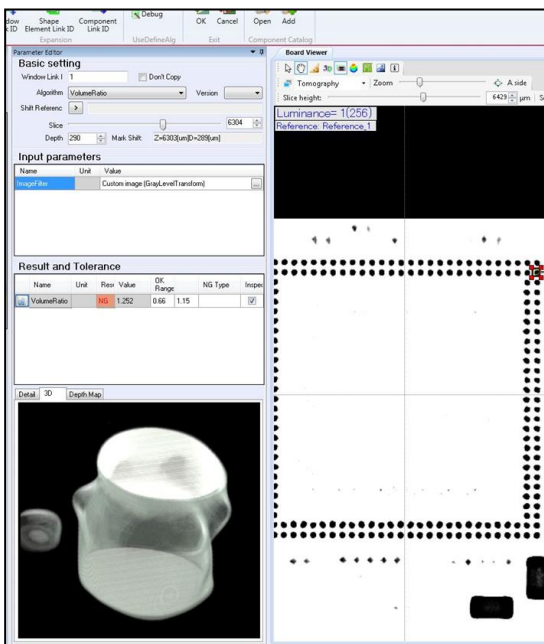 dow Shape Component Debug OK Cancel Open Add
k ID Element Link ID Link ID
Expansion UseDefineAlg Exit Component Catalog
Parameter Editor
Board Viewer
Basic setting
Window Link I 1 Don't Copy
Tomography Zoom A side
Algorithm VolumeRatio Version
Slice height: 6429 μm
Shift Referenc >
Luminance= 1(256)
Slice 6304
Reference: Reference_1
Depth 290 Mark Shift: Z=6303[um]D=289[um]
Input parameters
Name Unit Value
ImageFilter Custom image (GrayLevelTransform) ...
Result and Tolerance
Name Unit Resu Value OK Range NG Type Inspec
VolumeRatio NG 1.252 0.66 1.15
Detail 3D Depth Map